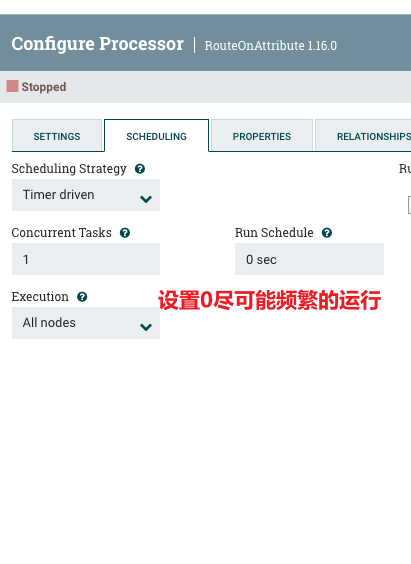 Configure Processor | RouteOnAttribute 1.16.0
Stopped
SETTINGS SCHEDULING PROPERTIES RELATIONSHIPS
Scheduling Strategy Ru
Timer driven
Concurrent Tasks Run Schedule
1 0 sec
Execution
设置0尽可能频繁的运行
All nodes